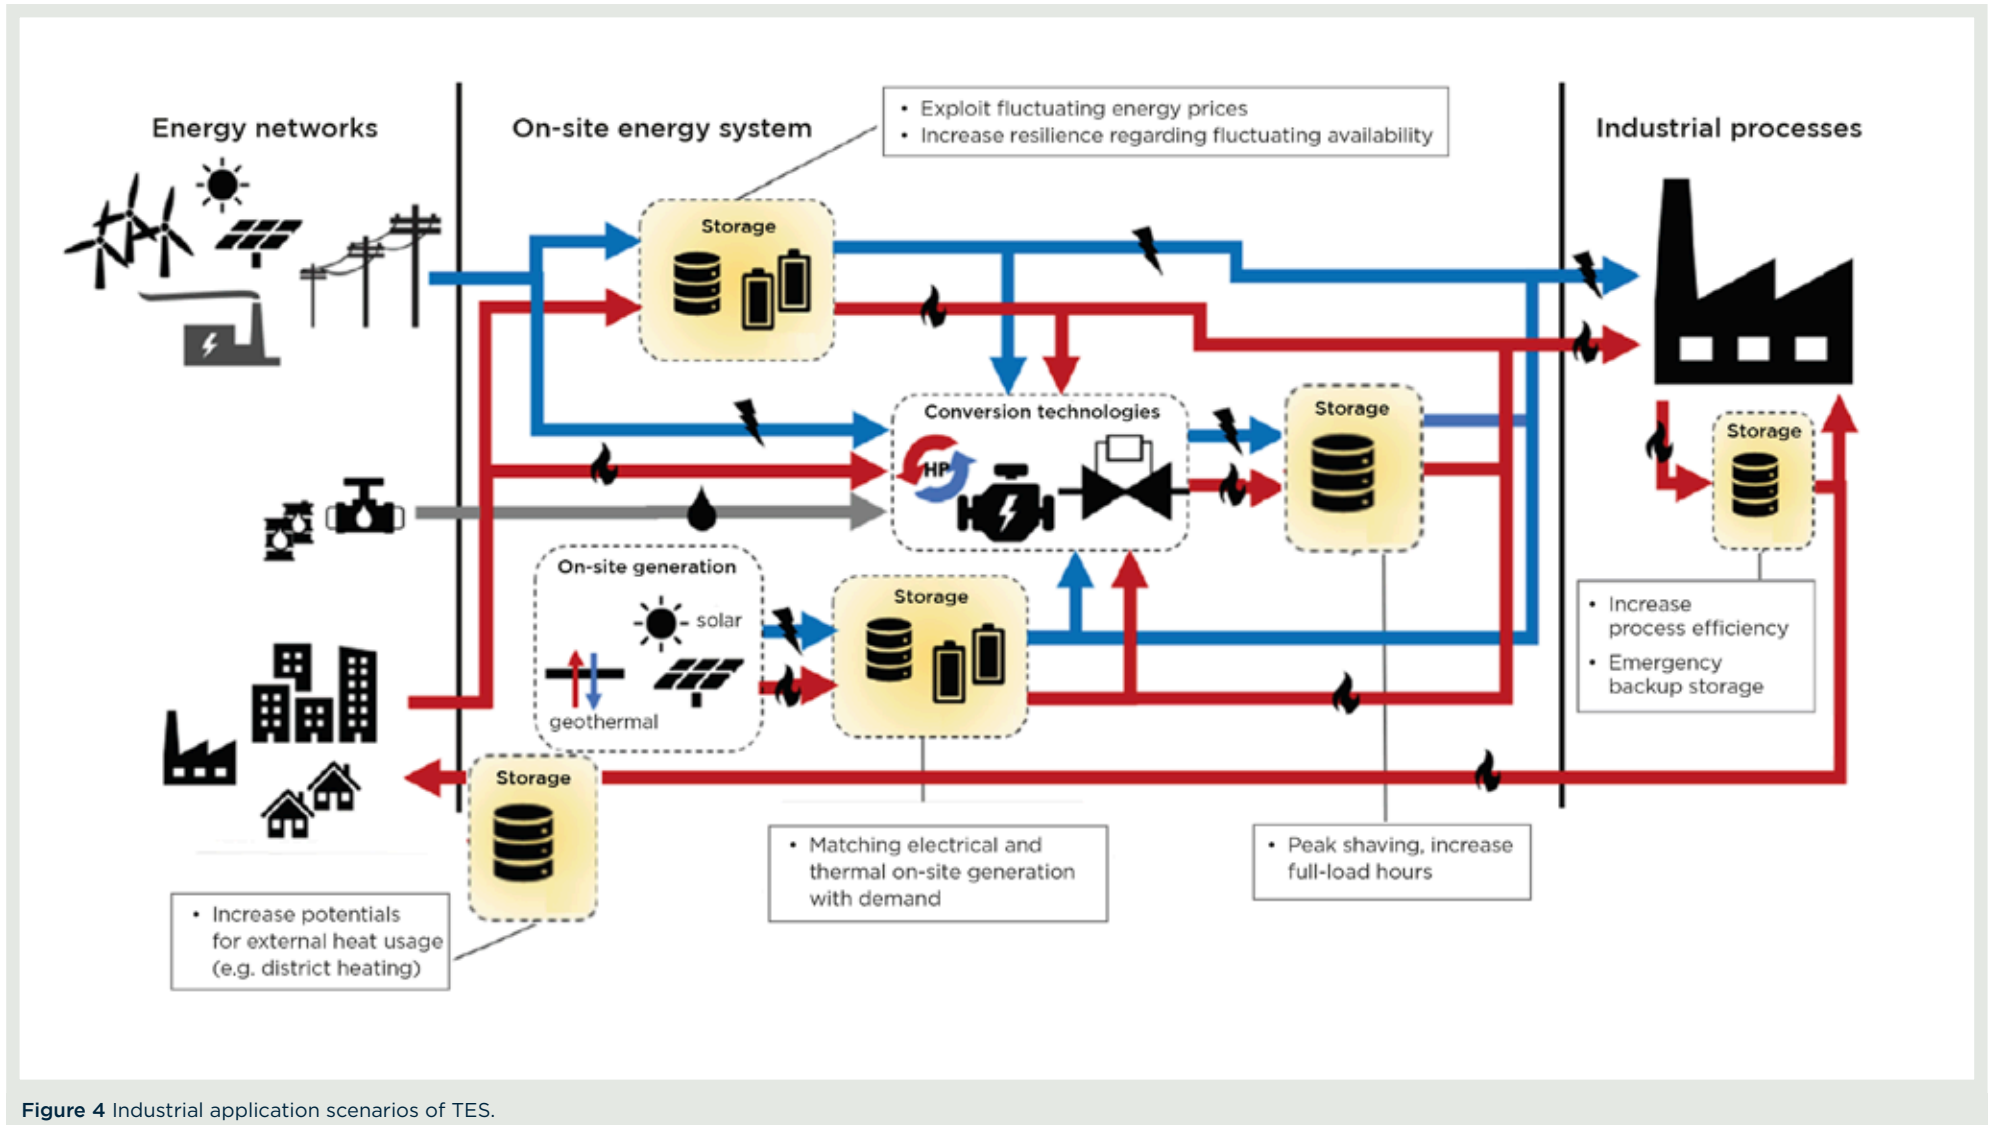 Energy networks
On-site energy system
• Exploit fluctuating energy prices
• Increase resilience regarding fluctuating availability
Industrial processes
Storage
Conversion technologies
HP
Storage
Storage
On-site generation
solar
geothermal
Storage
• Increase
process efficiency
• Emergency
backup storage
Storage
• Matching electrical and
thermal on-site generation
with demand
• Peak shaving, increase
full-load hours
• Increase potentials
for external heat usage
(e.g. district heating)
Figure 4 Industrial application scenarios of TES.